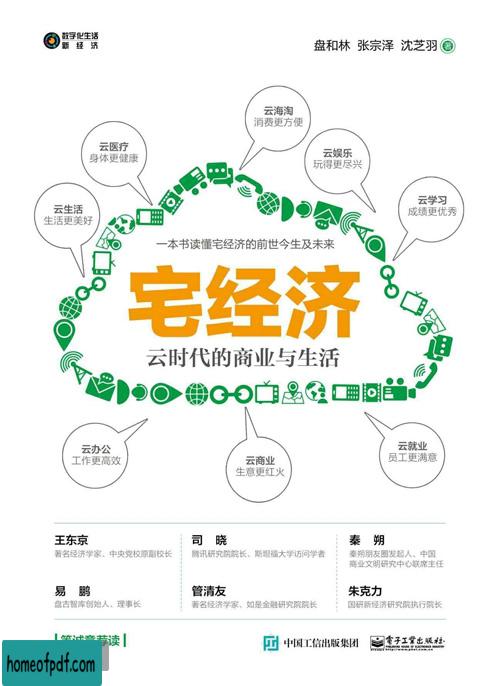 数字化生活
新经济
盘和林 张宗泽 沈芝羽 著
云海淘
消费更方便
云医疗
身体更健康
云娱乐
玩得更尽兴
云学习
成绩更优秀
云生活
生活更美好
一本书读懂宅经济的前世今生及未来
宅经济
云时代的商业与生活
云办公
工作更高效
云商业
生意更红火
云就业
员工更满意
王东京
著名经济学家、中央党校原副校长
司 晓
腾讯研究院院长、斯坦福大学访问学者
秦 朔
秦朔朋友圈发起人、中国
商业文明研究中心联席主任
易 鹏
盘古智库创始人、理事长
管清友
著名经济学家、如是金融研究院院长
朱克力
国研新经济研究院执行院长
等诚意荐读
中国工信出版集团
电子工业出版社
homeofpdf.com